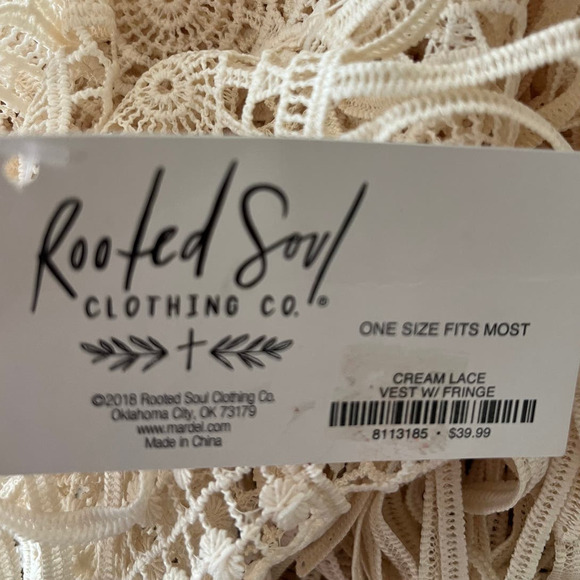 Rooted Soul
CLOTHING CO.®
©2018 Rooted Soul Clothing Co.
Oklahoma City, OK 73179
www.mardel.com
Made in China
ONE SIZE FITS MOST
CREAM LACE
VEST W/ FRINGE
8113185 • $39.99